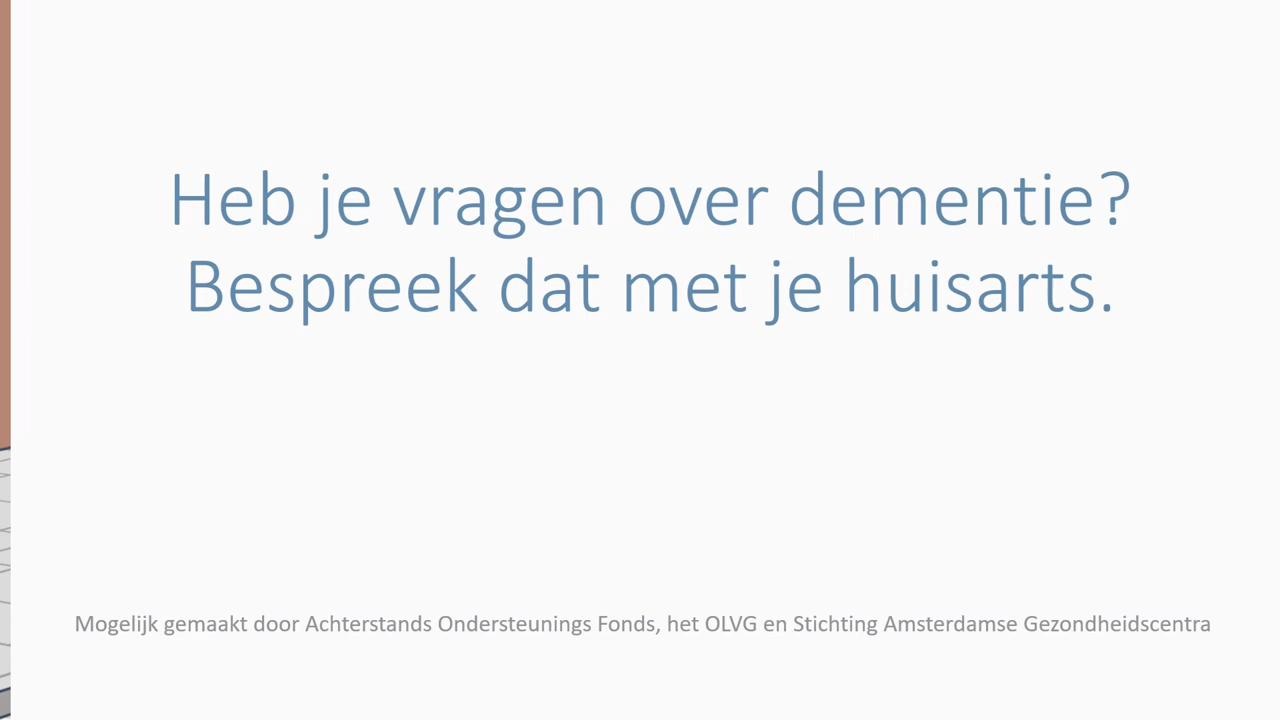 Heb je vragen over dementie?
Bespreek dat met je huisarts.
Mogelijk gemaakt door Achterstands Ondersteunings Fonds, het OLVG en Stichting Amsterdamse Gezondheidscentra